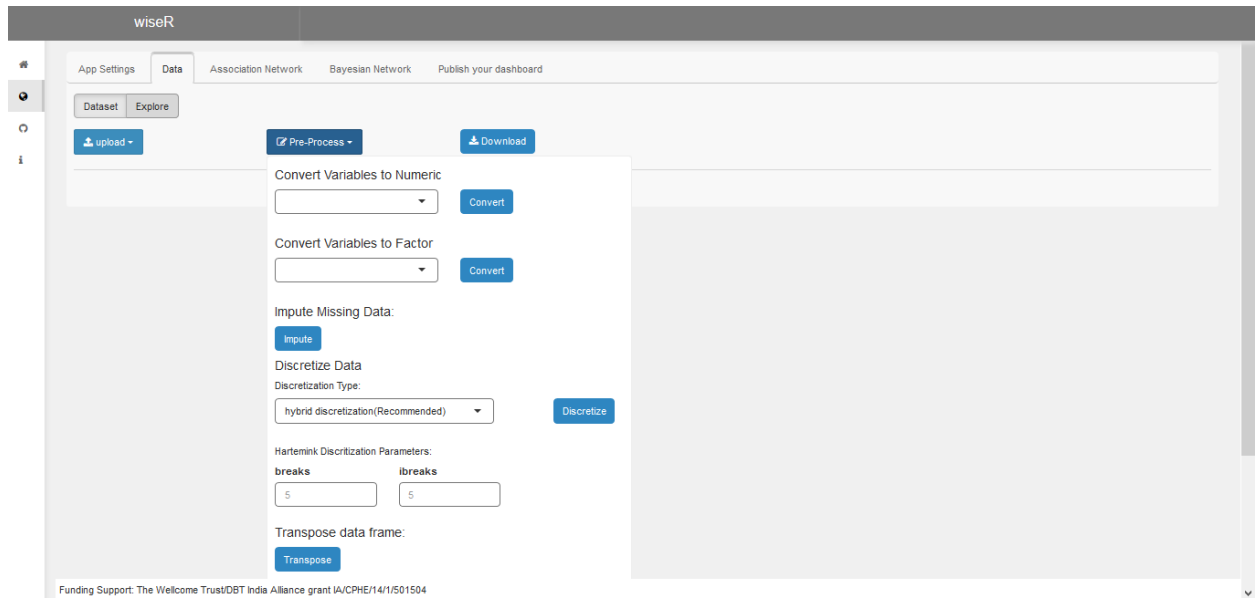 wiseR
App Settings Data Association Network Bayesian Network Publish your dashboard
Dataset Explore
upload Pre-Process Download
Convert Variables to Numeric
Convert
Convert Variables to Factor
Convert
Impute Missing Data:
Impute
Discretize Data
Discretization Type:
hybrid discretization(Recommended) Discretize
Hartemink Discritization Parameters:
breaks ibreaks
5 5
Transpose data frame:
Transpose
Funding Support: The Wellcome Trust/DBT India Alliance grant IA/CPHE/14/1/501504